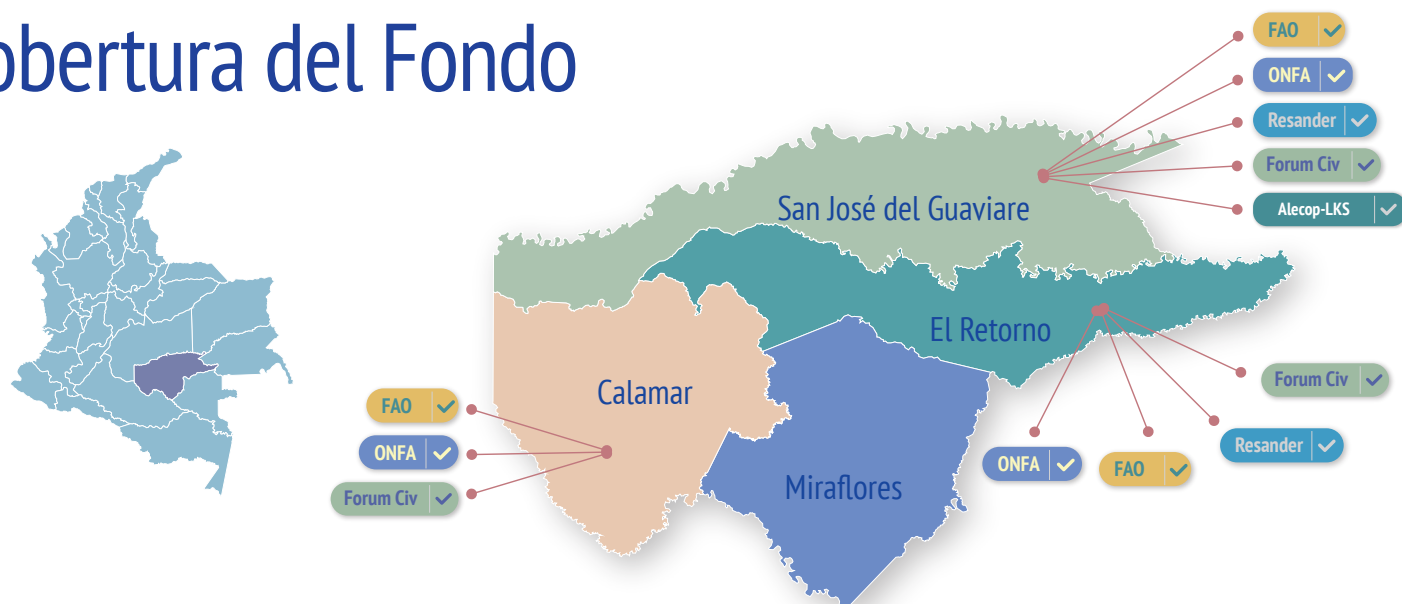 obertura del Fondo
FAO
ONFA
Resander
Forum Civ
Alecop-LKS
San José del Guaviare
El Retorno
Calamar
Miraflores
FAO
ONFA
Forum Civ
Forum Civ
Resander
ONFA
FAO